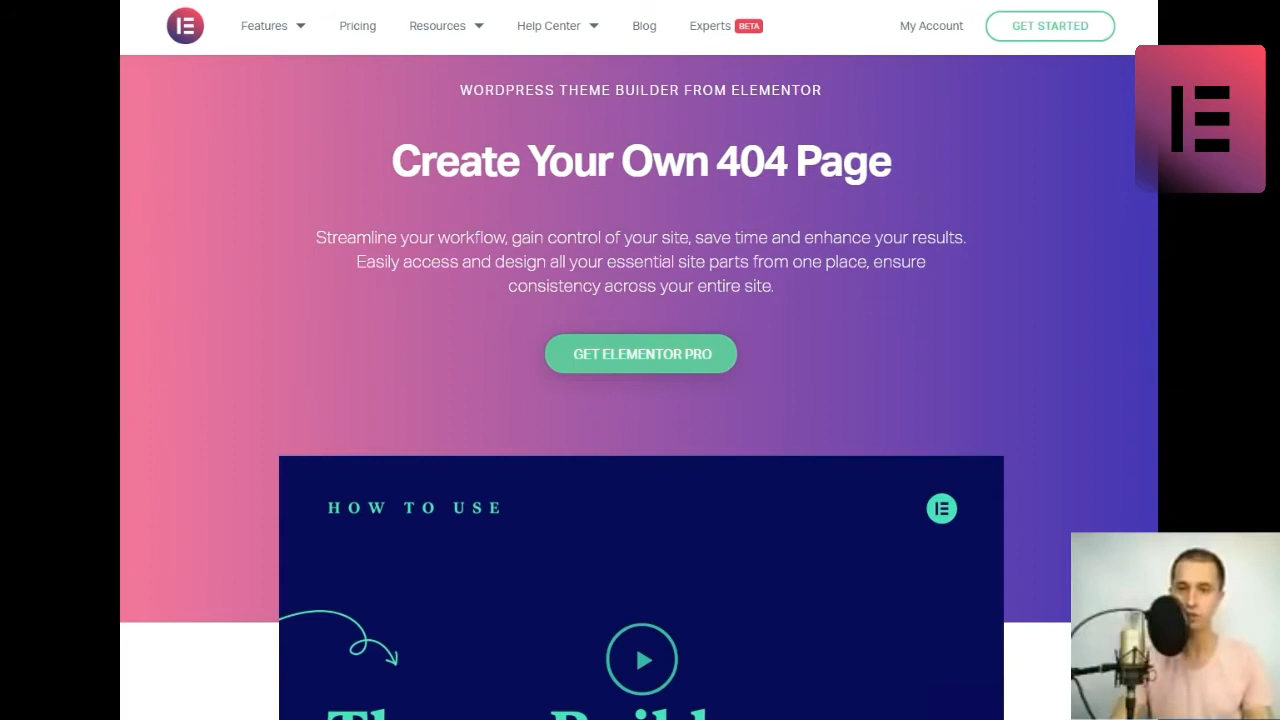 Features Pricing Resources Help Center Blog Experts BETA My Account GET STARTED
WORDPRESS THEME BUILDER FROM ELEMENTOR
Create Your Own 404 Page
Streamline your workflow, gain control of your site, save time and enhance your results.
Easily access and design all your essential site parts from one place, ensure
consistency across your entire site.
GET ELEMENTOR PRO
HOW TO USE